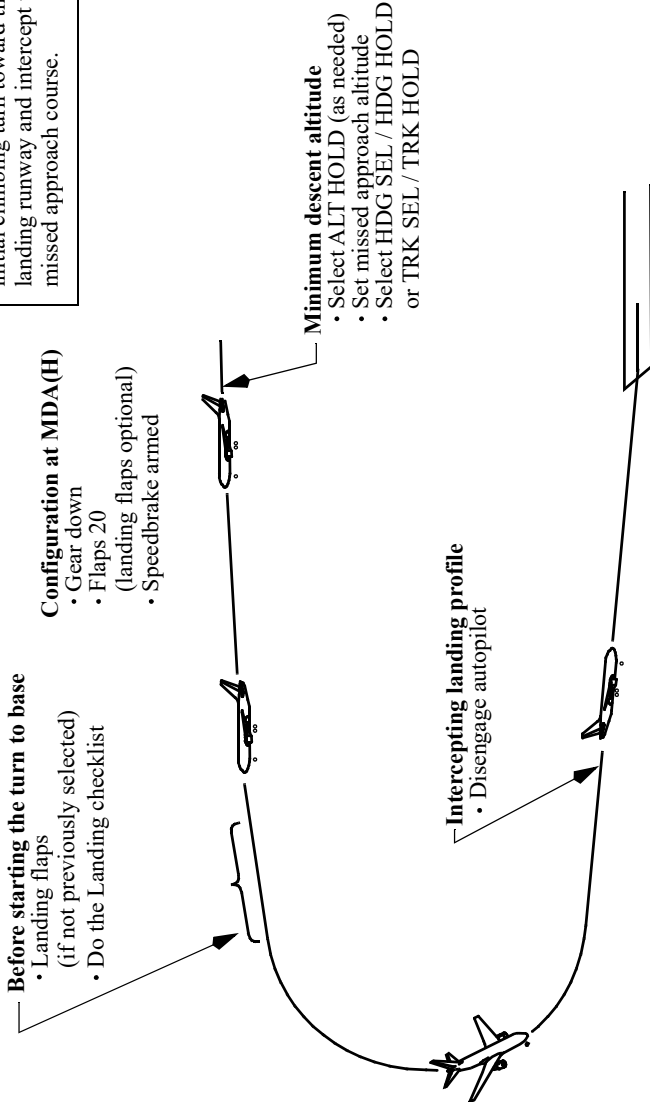 landing runway and intercept
missed approach course.
Minimum descent altitude
• Select ALT HOLD (as needed)
• Set missed approach altitude
• Select HDG SEL / HDG HOLD
or TRK SEL / TRK HOLD
Configuration at MDA(H)
• Gear down
• Flaps 20
(landing flaps optional)
• Speedbrake armed
Before starting the turn to base
• Landing flaps
(if not previously selected)
• Do the Landing checklist
Intercepting landing profile
• Disengage autopilot